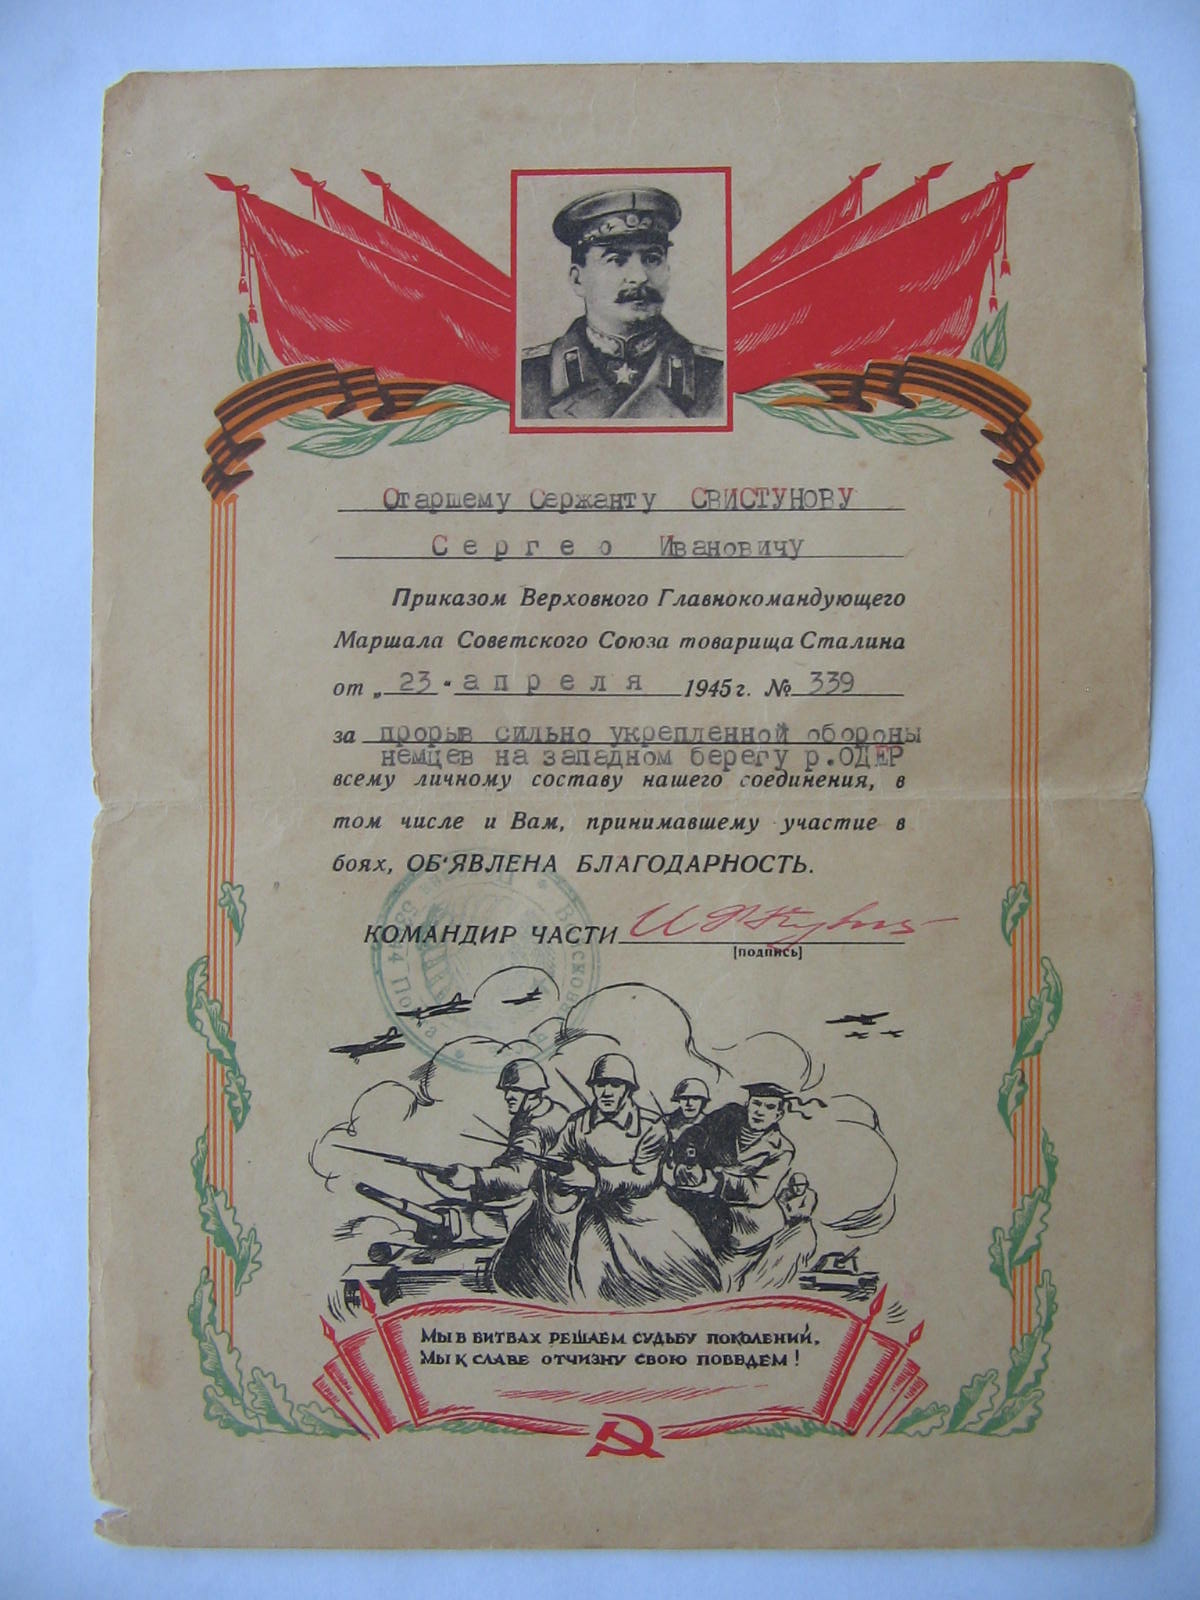 Старшему Сержанту СВИСТУНОВУ
Сергею Ивановичу
Приказом Верховного Главнокомандующего
Маршала Советского Союза товарища Сталина
от „23" апреля 1945 г. № 339
за прорыв сильно укрепленной обороны
немцев на западном берегу р.ОДЕР
всему личному составу нашего соединения, в
том числе и Вам, принимавшему участие в
боях, ОБ'ЯВЛЕНА БЛАГОДАРНОСТЬ.
КОМАНДИР ЧАСТИ
[подпись]
Мы в битвах решаем судьбу поколений,
Мы к славе отчизну свою поведем!